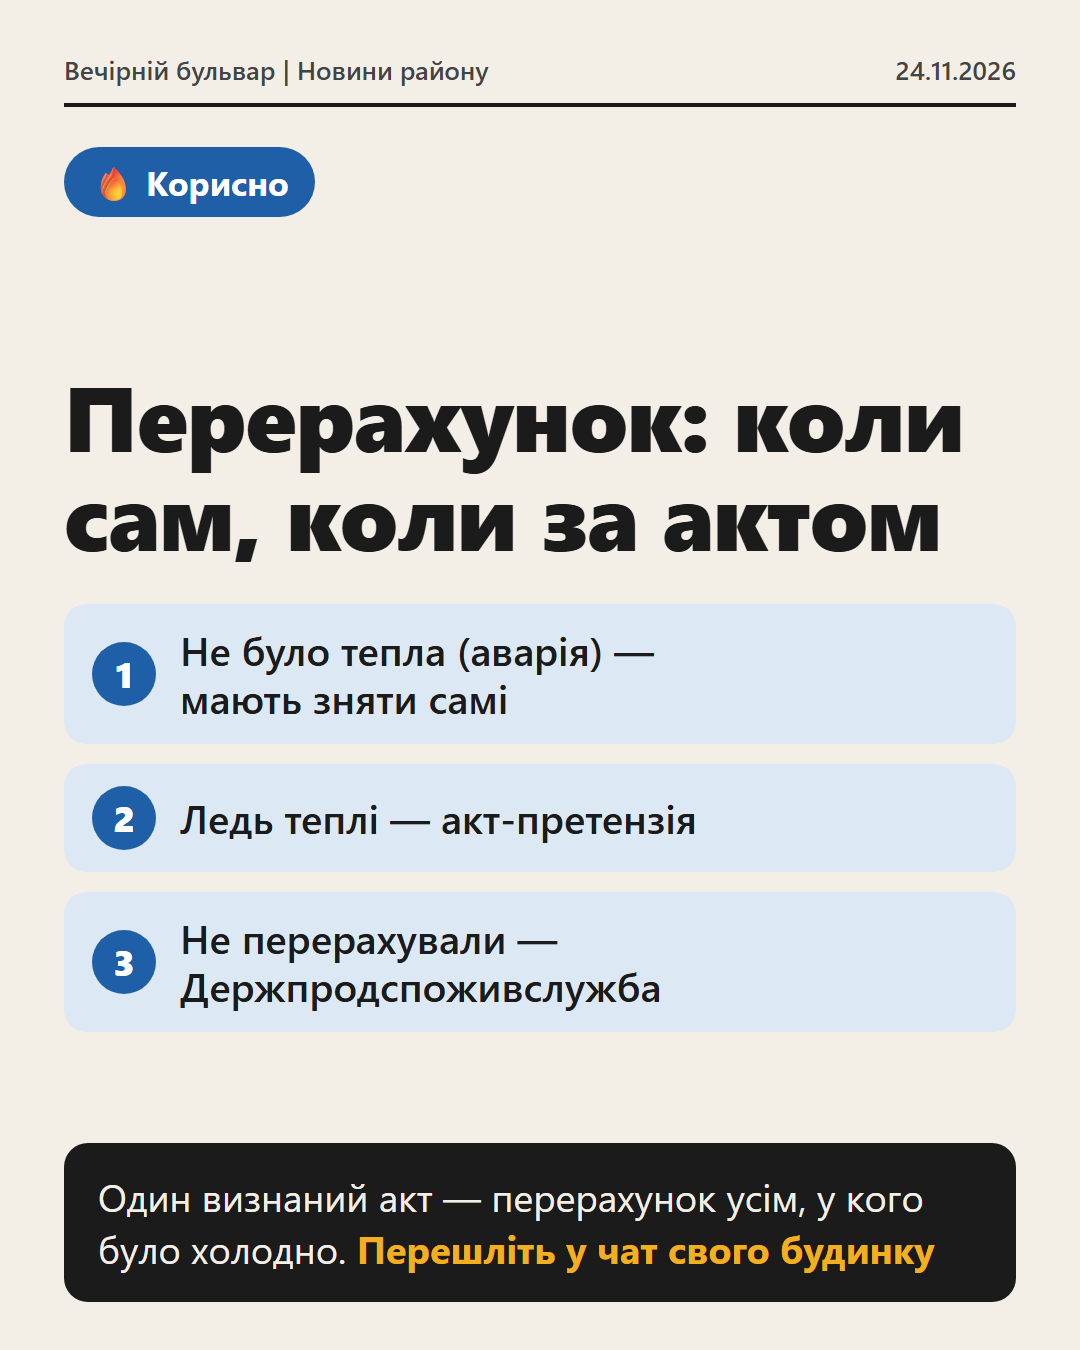 Вечірній бульвар | Новини району
24.11.2026
🔥 Корисно
Перерахунок: коли
сам, коли за актом
1
Не було тепла (аварія) —
мають зняти самі
2
Ледь теплі — акт-претензія
3
Не перерахували —
Держпродспоживслужба
Один визнаний акт — перерахунок усім, у кого
було холодно. Перешліть у чат свого будинку